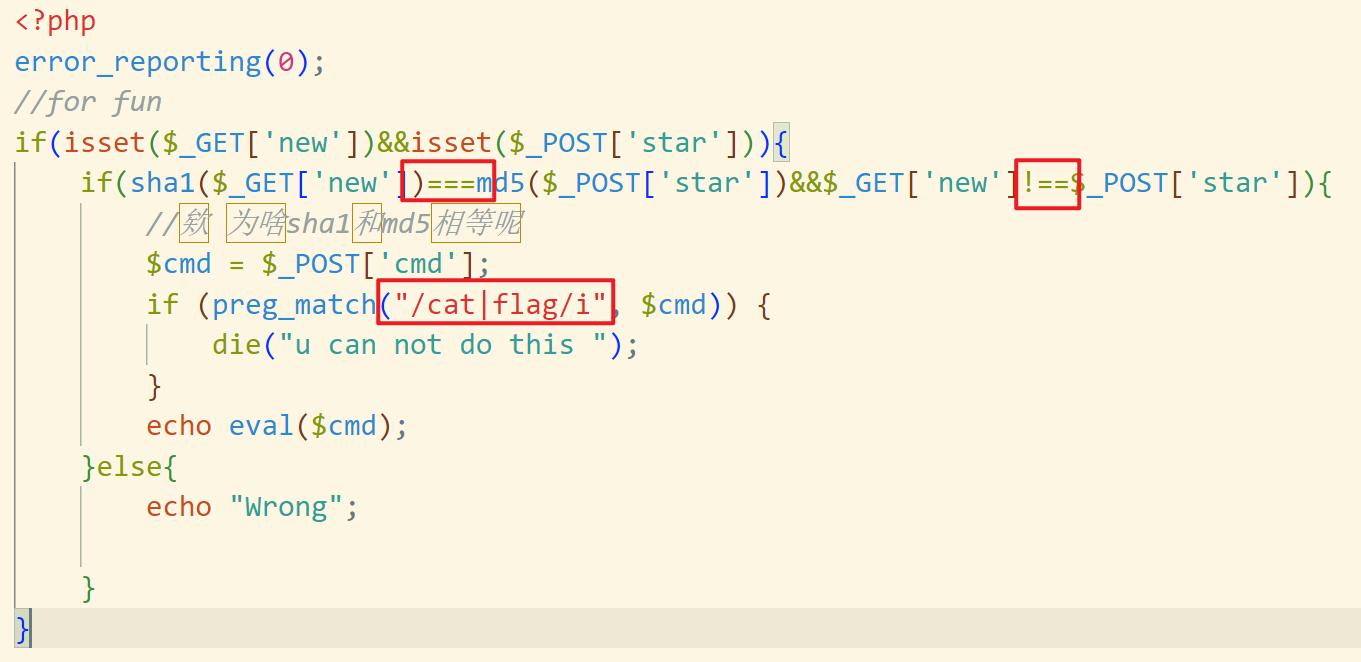 <?php
error_reporting(0);
//for fun
if(isset($_GET['new'])&&isset($_POST['star'])){
if(sha1($_GET['new'])===md5($_POST['star'])&&$_GET['new']!==$_POST['star']){
//欸 为啥sha1和md5相等呢
$cmd = $_POST['cmd'];
if (preg_match("/cat|flag/i", $cmd)) {
die("u can not do this ");
}
echo eval($cmd);
}else{
echo "Wrong";
}
}